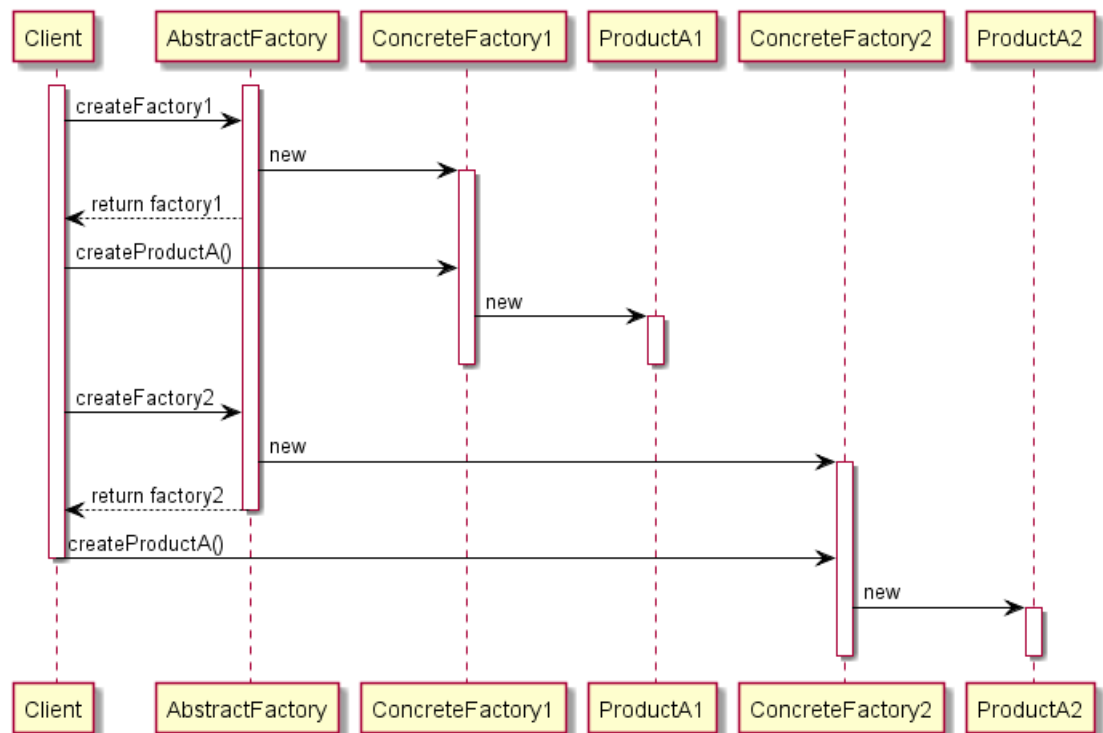 Client AbstractFactory ConcreteFactory1 ProductA1 ConcreteFactory2 ProductA2
createFactory1
new
return factory1
createProductA()
new
createFactory2
new
return factory2
createProductA()
new
Client AbstractFactory ConcreteFactory1 ProductA1 ConcreteFactory2 ProductA2